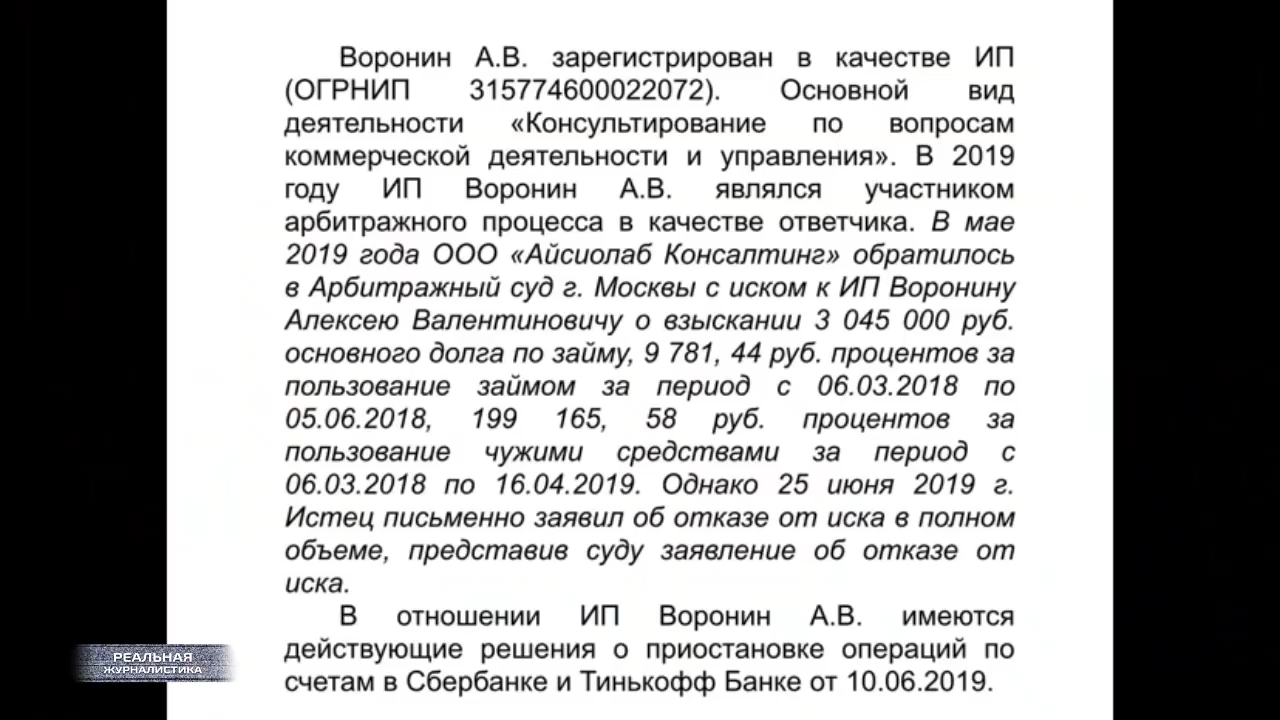 Воронин А.В. зарегистрирован в качестве ИП
(ОГРНИП 315774600022072). Основной вид
деятельности «Консультирование по вопросам
коммерческой деятельности и управления». В 2019
году ИП Воронин А.В. являлся участником
арбитражного процесса в качестве ответчика. В мае
2019 года ООО «Айсиолаб Консалтинг» обратилось
в Арбитражный суд г. Москвы с иском к ИП Воронину
Алексею Валентиновичу о взыскании 3 045 000 руб.
основного долга по займу, 9 781, 44 руб. процентов за
пользование займом за период с 06.03.2018 по
05.06.2018, 199 165, 58 руб. процентов за
пользование чужими средствами за период с
06.03.2018 по 16.04.2019. Однако 25 июня 2019 г.
Истец письменно заявил об отказе от иска в полном
объеме, представив суду заявление об отказе от
иска.
В отношении ИП Воронин А.В. имеются
действующие решения о приостановке операций по
счетам в Сбербанке и Тинькофф Банке от 10.06.2019.
РЕАЛЬНАЯ
ЖУРНАЛИСТИКА